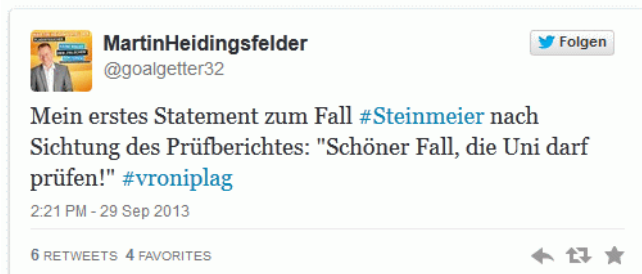 MartinHeidingsfelder
Folgen
@goalgetter32
Mein erstes Statement zum Fall #Steinmeier nach
Sichtung des Prüfberichtes: "Schöner Fall, die Uni darf
prüfen!" #vroniplag
2:21 PM - 29 Sep 2013
6 RETWEETS 4 FAVORITES